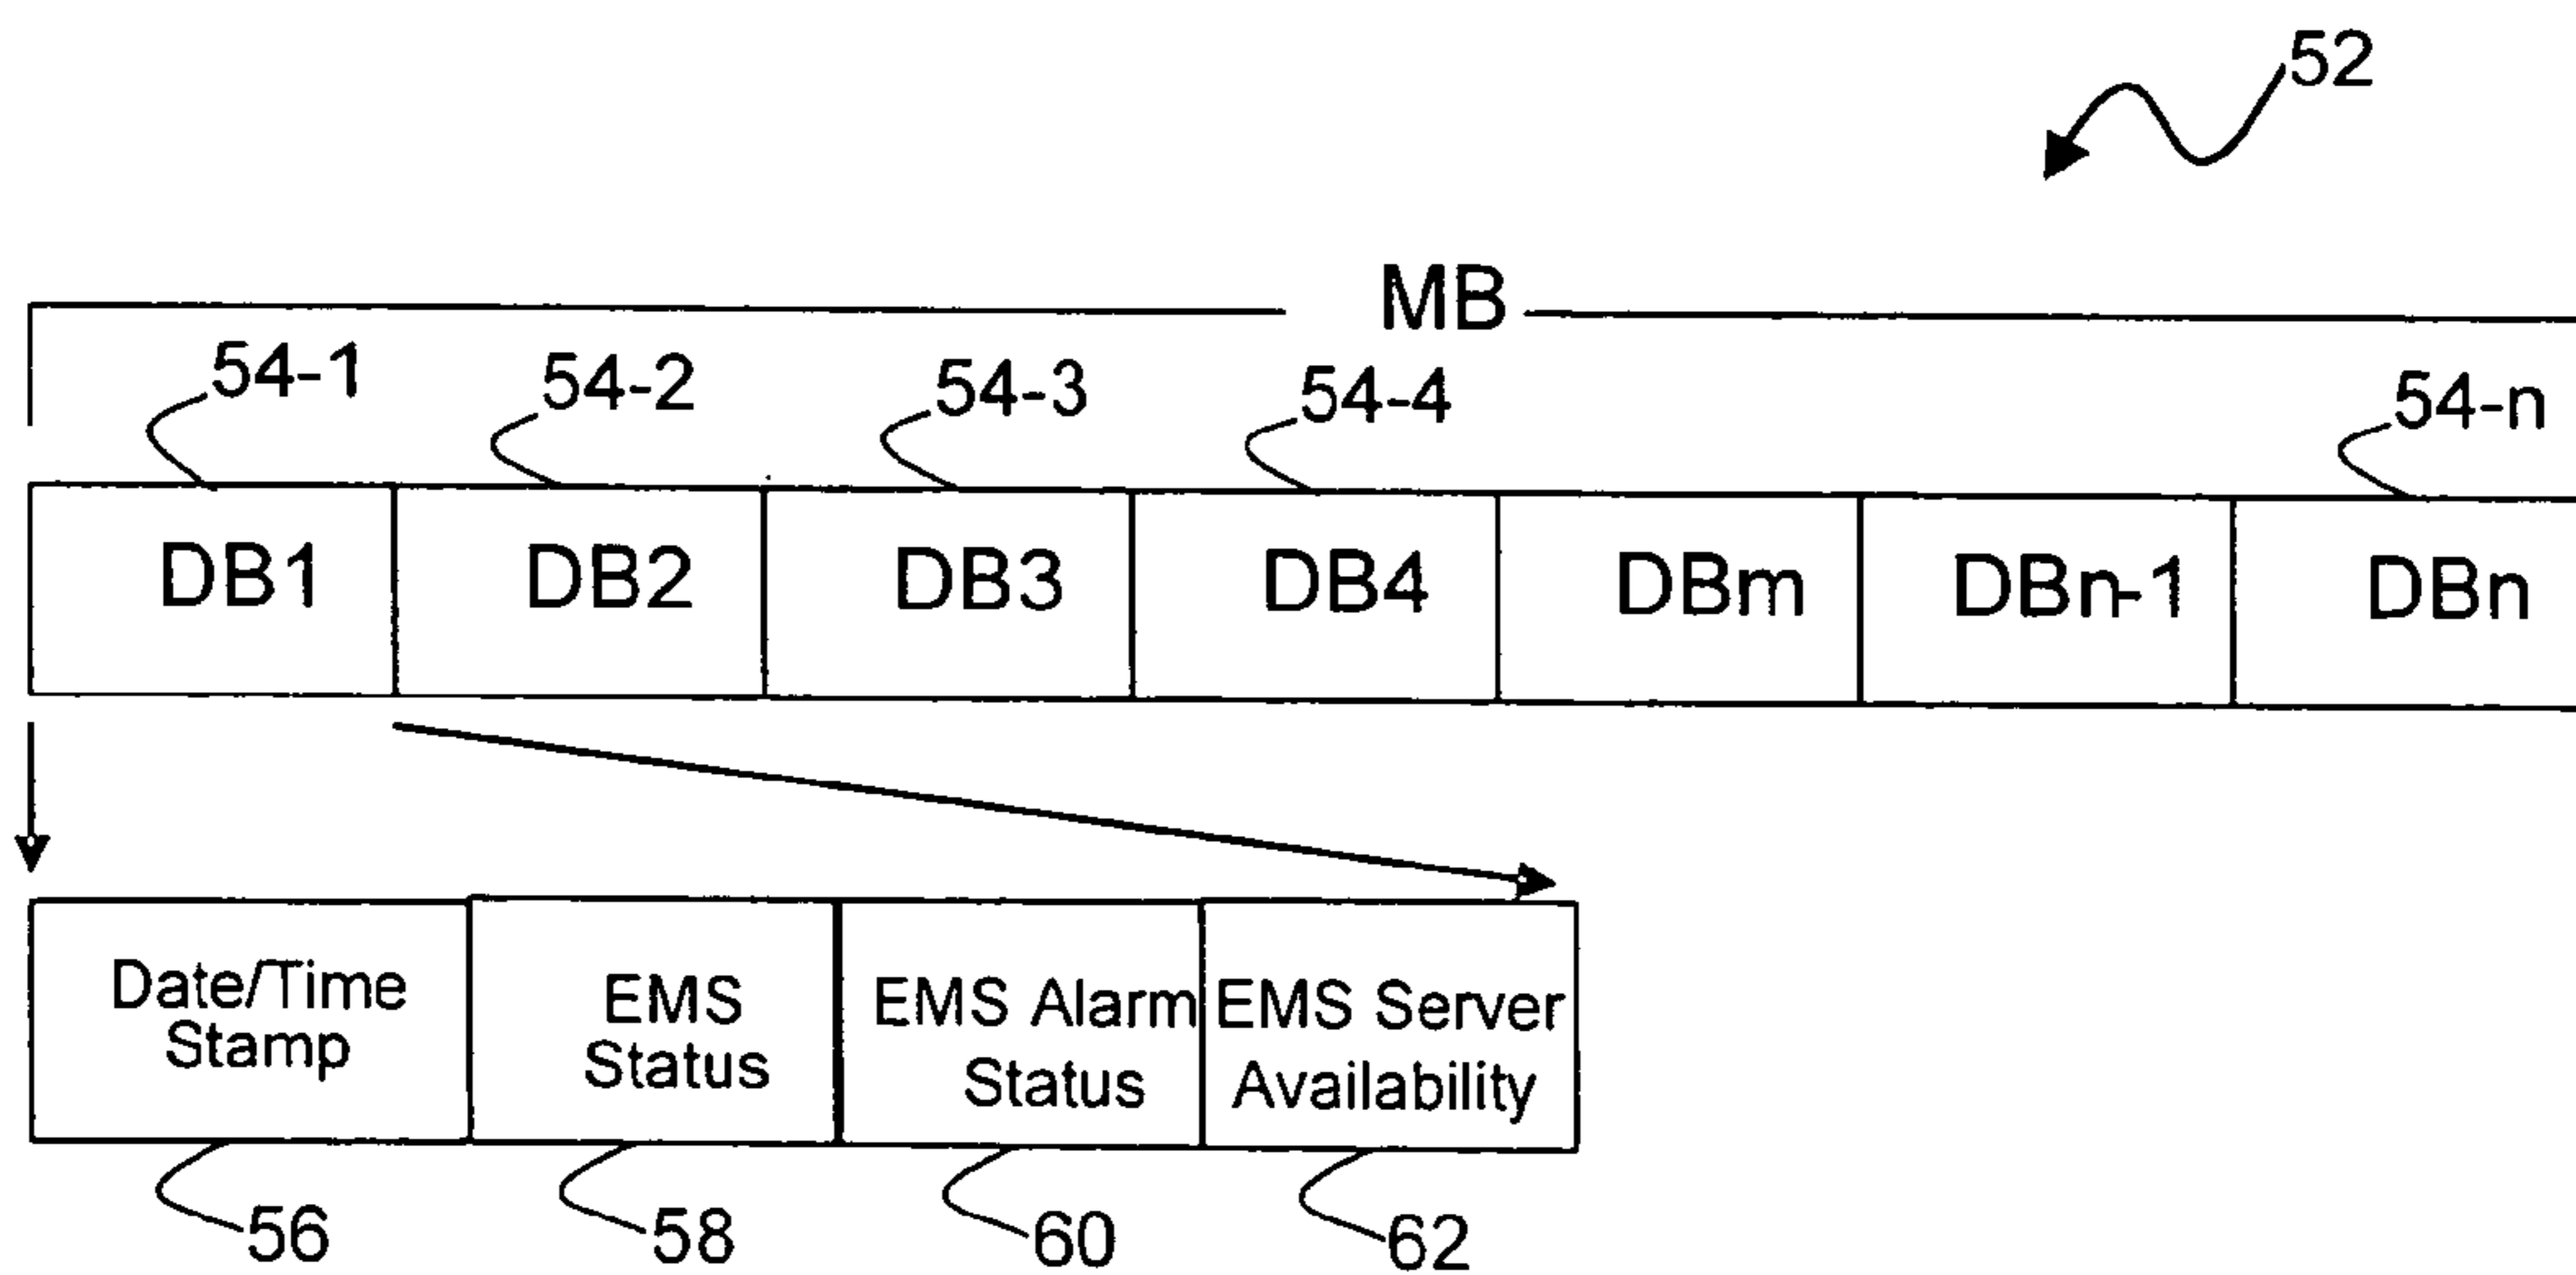 52
MB
54-1 54-2 54-3 54-4 54-n
DB1 DB2 DB3 DB4 DBm DBn-1 DBn
Date/Time
Stamp
EMS
Status
EMS Alarm
Status
EMS Server
Availability
56 58 60 62